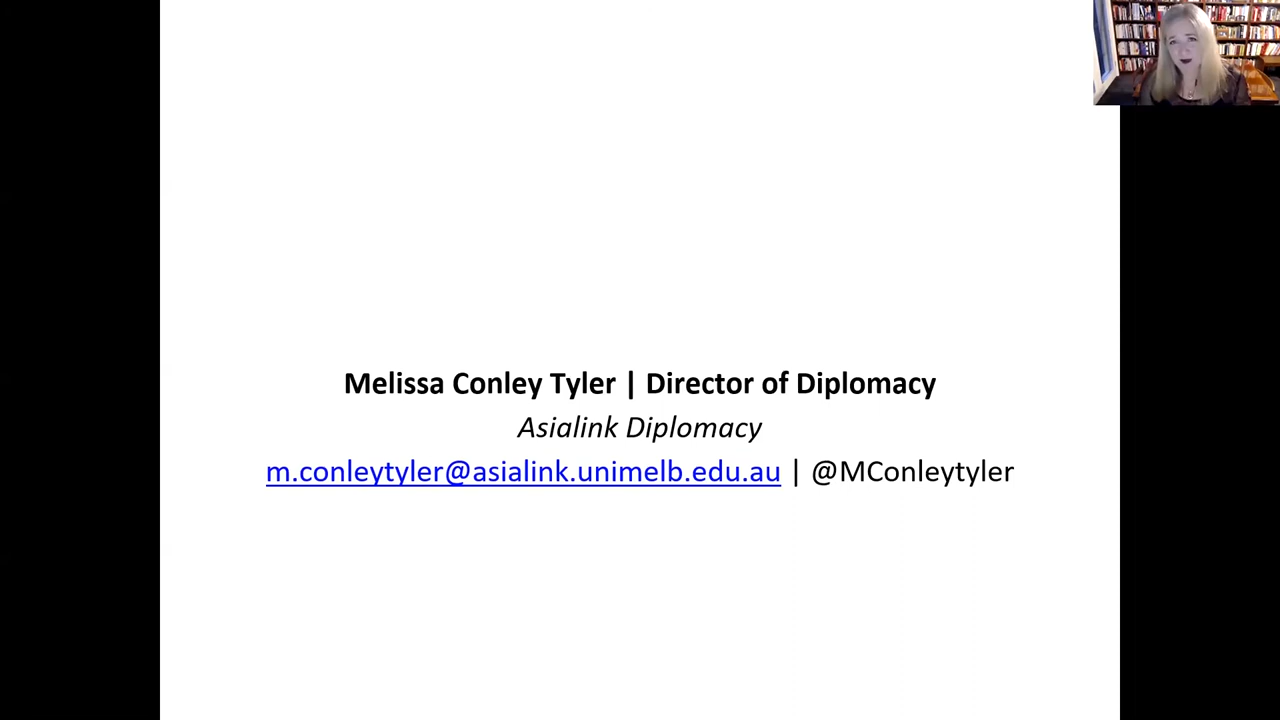 Melissa Conley Tyler | Director of Diplomacy
Asialink Diplomacy
m.conleytyler@asialink.unimelb.edu.au | @MConleytyler